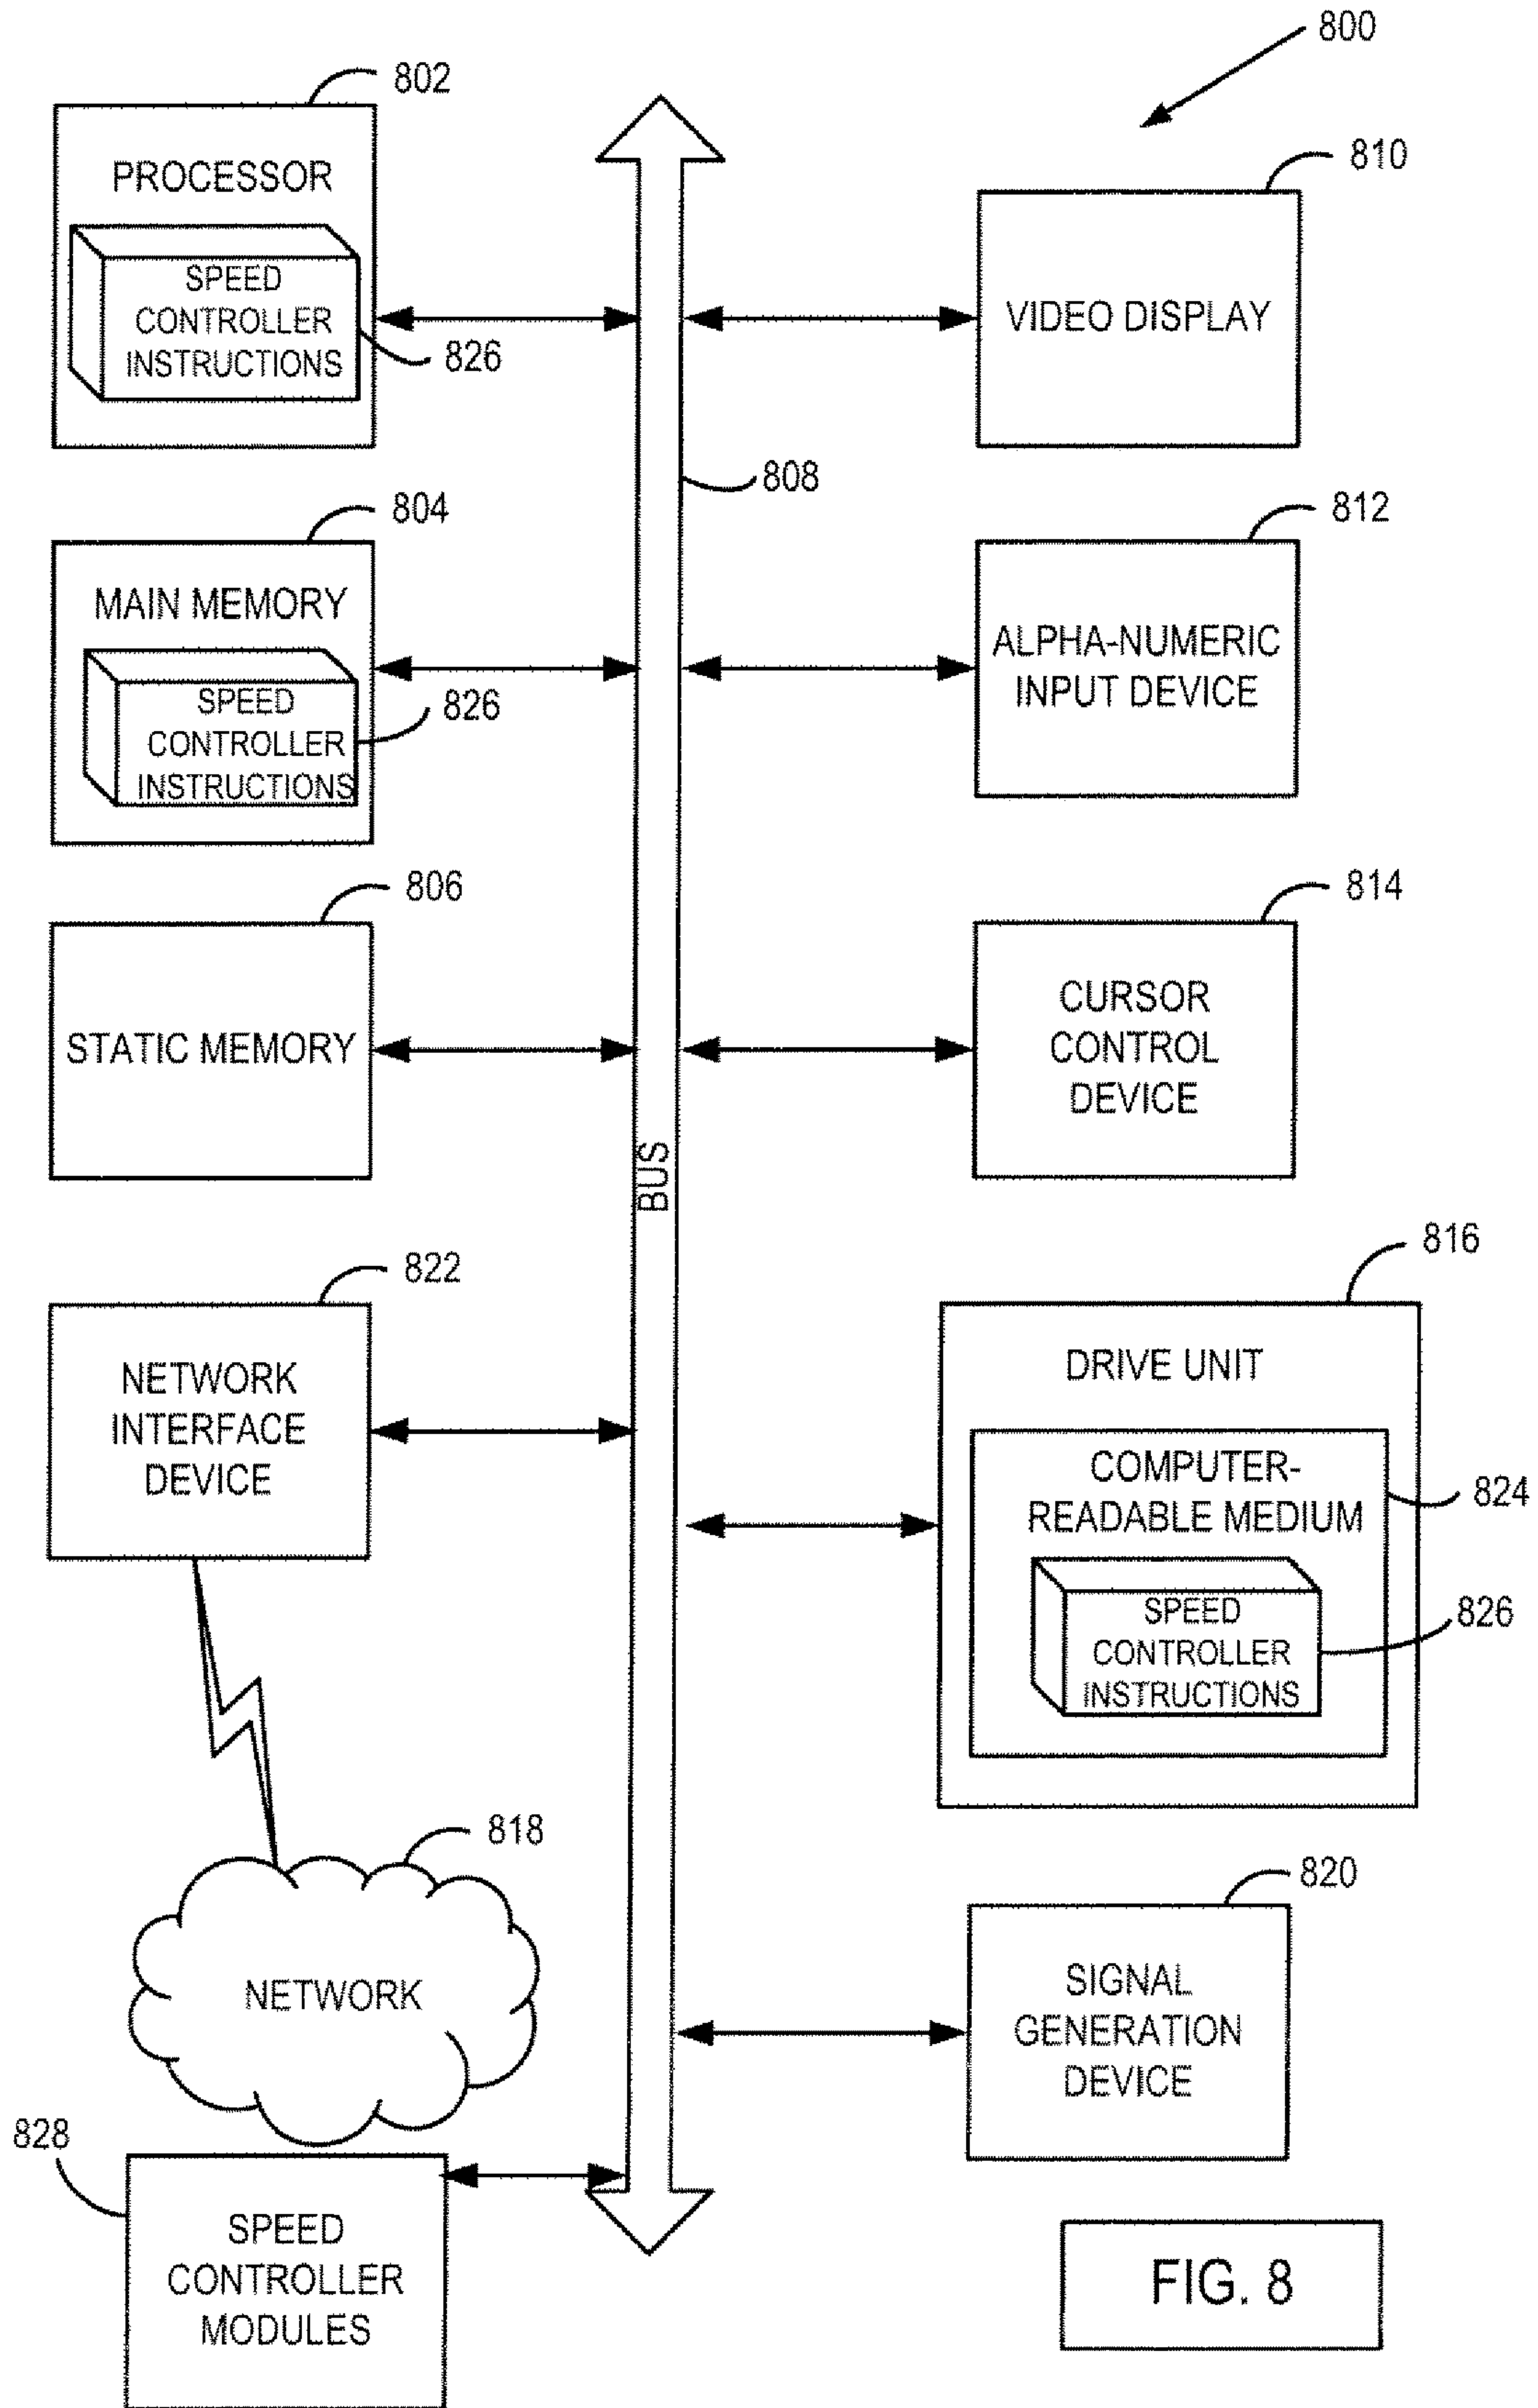 800
802
PROCESSOR
SPEED
CONTROLLER
INSTRUCTIONS
826
810
VIDEO DISPLAY
808
804
MAIN MEMORY
SPEED
CONTROLLER
INSTRUCTIONS
826
812
ALPHA-NUMERIC
INPUT DEVICE
806
STATIC MEMORY
814
CURSOR
CONTROL
DEVICE
BUS
822
NETWORK
INTERFACE
DEVICE
816
DRIVE UNIT
COMPUTER-
READABLE MEDIUM
824
SPEED
CONTROLLER
INSTRUCTIONS
826
818
NETWORK
820
SIGNAL
GENERATION
DEVICE
828
SPEED
CONTROLLER
MODULES
FIG. 8